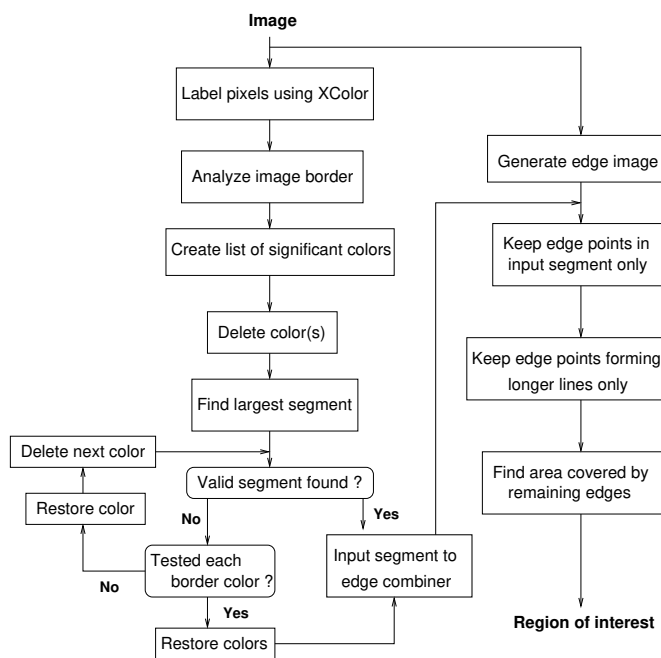 Image
Label pixels using XColor
Analyze image border
Create list of significant colors
Delete color(s)
Find largest segment
Delete next color
Valid segment found ?
Restore color
No
Yes
Tested each
border color ?
No
Yes
Restore colors
Input segment to
edge combiner
Generate edge image
Keep edge points in
input segment only
Keep edge points forming
longer lines only
Find area covered by
remaining edges
Region of interest